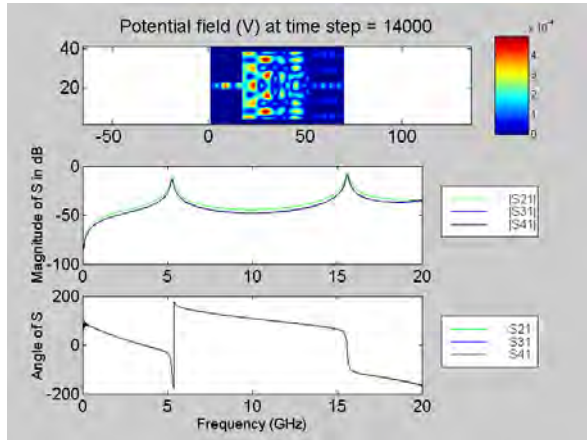 Potential field (V) at time step = 14000
x 10^-4
40
20
5
4
3
2
1
0
-50
0
50
100
Magnitude of S in dB
0
-50
-100
0
5
10
15
20
|S21|
|S31|
|S41|
Angle of S
200
0
-200
0
5
10
15
20
Frequency (GHz)
S21
S31
S41